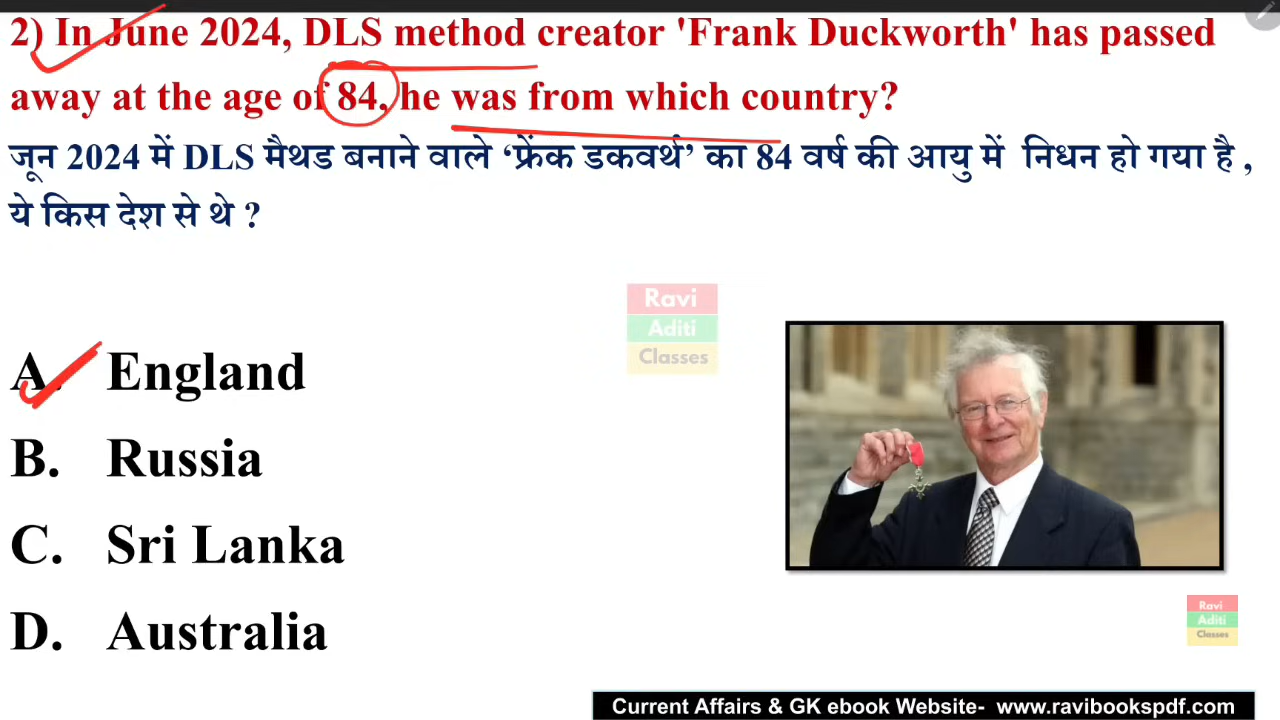 2) In June 2024, DLS method creator 'Frank Duckworth' has passed
away at the age of 84, he was from which country?
जून 2024 में DLS मैथड बनाने वाले ‘फ्रेंक डकवर्थ’ का 84 वर्ष की आयु में निधन हो गया है ,
ये किस देश से थे ?
Ravi
Aditi
Classes
A. England
B. Russia
C. Sri Lanka
D. Australia
Ravi
Aditi
Classes
Current Affairs & GK ebook Website- www.ravibookspdf.com